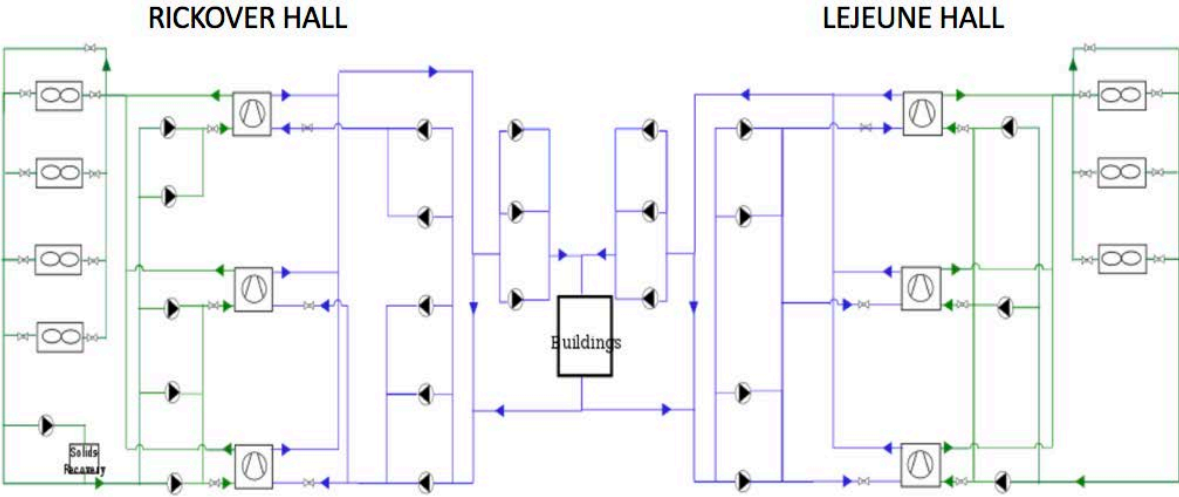 RICKOVER HALL
LEJEUNE HALL
Buildings
Solids
Recovery